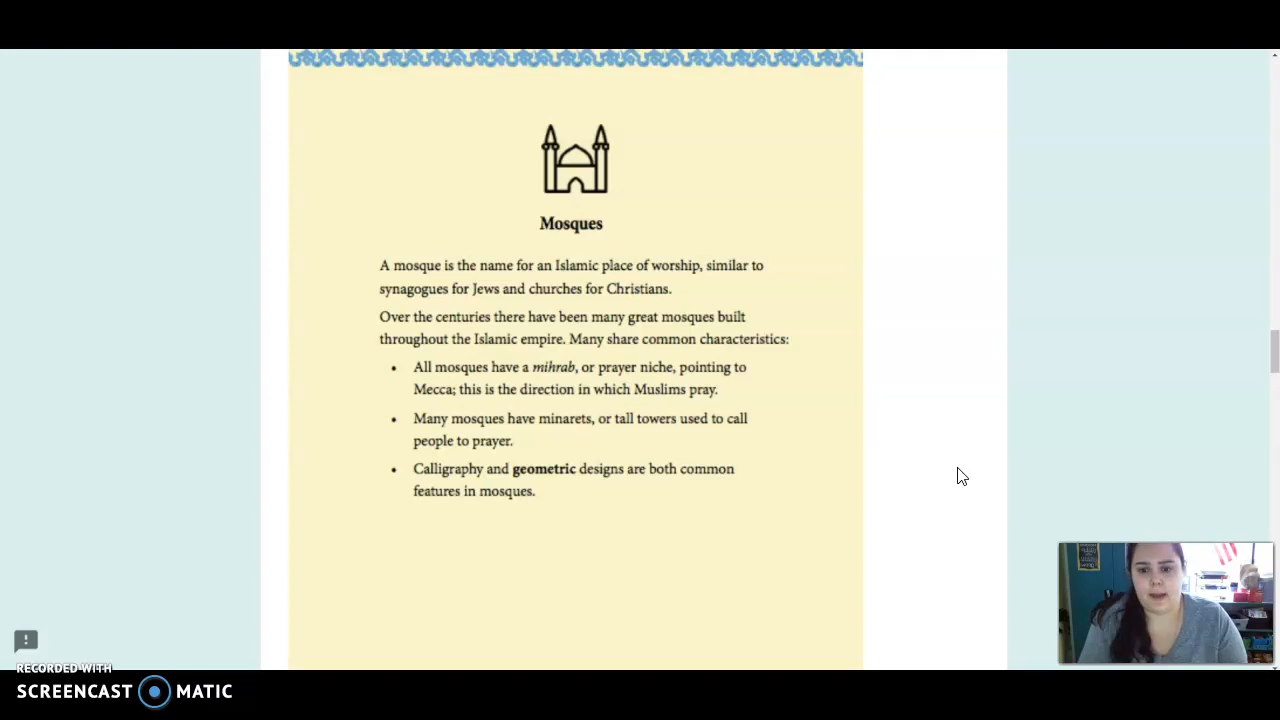 Mosques
A mosque is the name for an Islamic place of worship, similar to
synagogues for Jews and churches for Christians.
Over the centuries there have been many great mosques built
throughout the Islamic empire. Many share common characteristics:
• All mosques have a mihrab, or prayer niche, pointing to
Mecca; this is the direction in which Muslims pray.
• Many mosques have minarets, or tall towers used to call
people to prayer.
• Calligraphy and geometric designs are both common
features in mosques.
RECORDED WITH
SCREENCAST MATIC